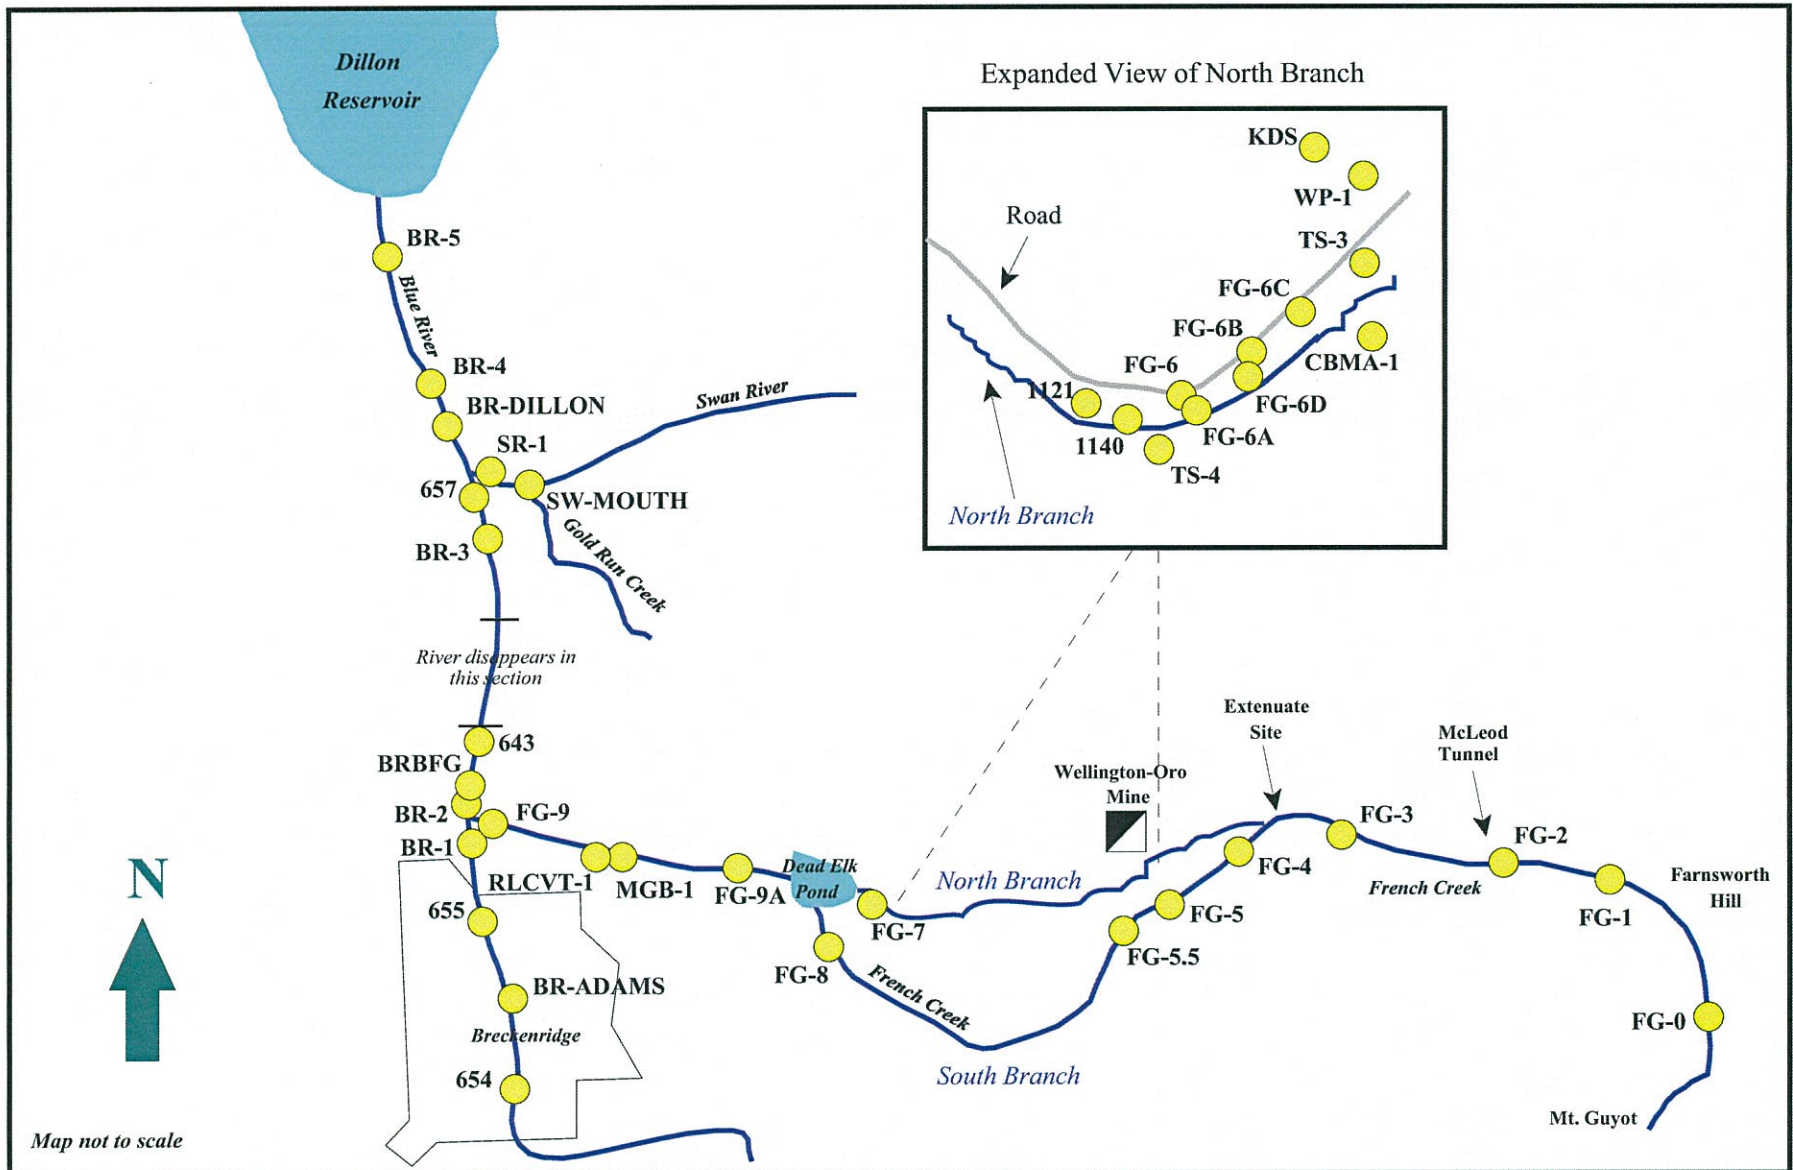 Dillon
Reservoir
Expanded View of North Branch
KDS
WP-1
Road
TS-3
BR-5
FG-6C
Blue River
FG-6B
CBMA-1
FG-6
BR-4
1121
Swan River
BR-DILLON
FG-6D
FG-6A
SR-1
1140
TS-4
657
SW-MOUTH
North Branch
Gold Run Creek
BR-3
River disappears in
this section
Extenuate
Site
McLeod
Tunnel
643
BRBFG
Wellington-Oro
Mine
BR-2
FG-9
FG-3
FG-2
BR-1
FG-4
Dead Elk
Pond
N
RLCVT-1
MGB-1
FG-9A
North Branch
French Creek
Farnsworth
Hill
655
FG-7
FG-5
FG-1
FG-5.5
FG-8
BR-ADAMS
French Creek
FG-0
Breckenridge
654
South Branch
Mt. Guyot
Map not to scale